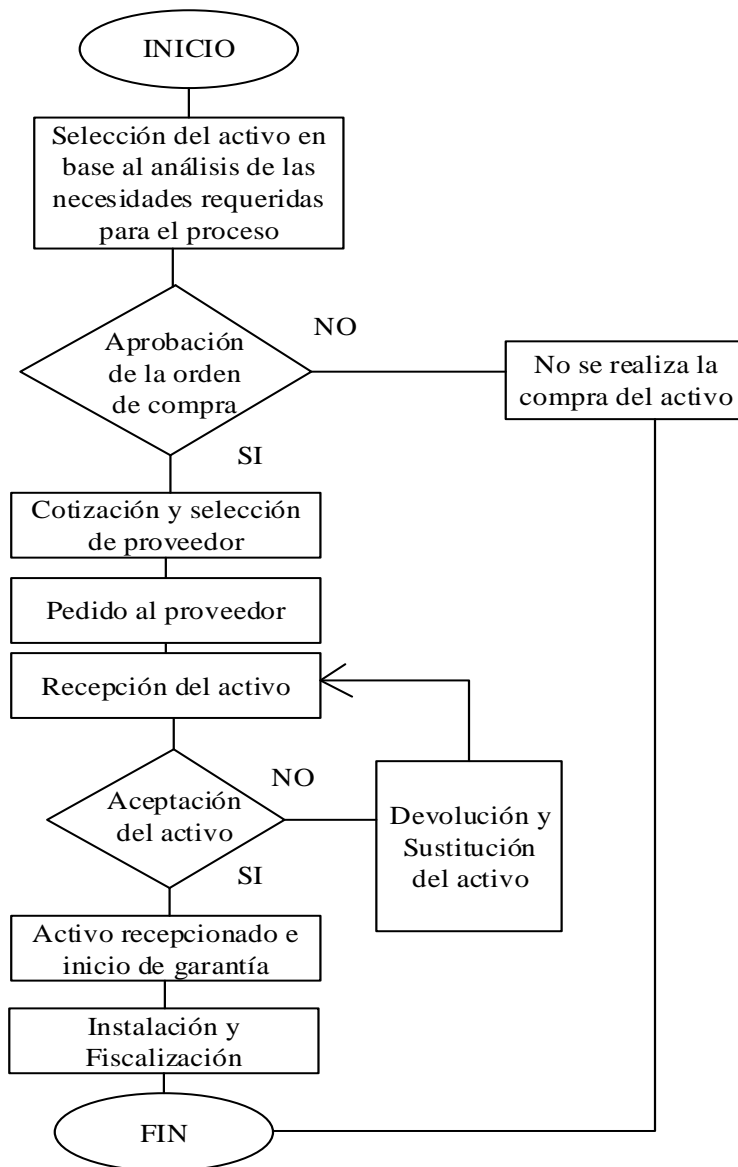 INICIO
Selección del activo en
base al análisis de las
necesidades requeridas
para el proceso
Aprobación
de la orden
de compra
NO
No se realiza la
compra del activo
SI
Cotización y selección
de proveedor
Pedido al proveedor
Recepción del activo
Aceptación
del activo
NO
Devolución y
Sustitución
del activo
SI
Activo recepcionado e
inicio de garantía
Instalación y
Fiscalización
FIN